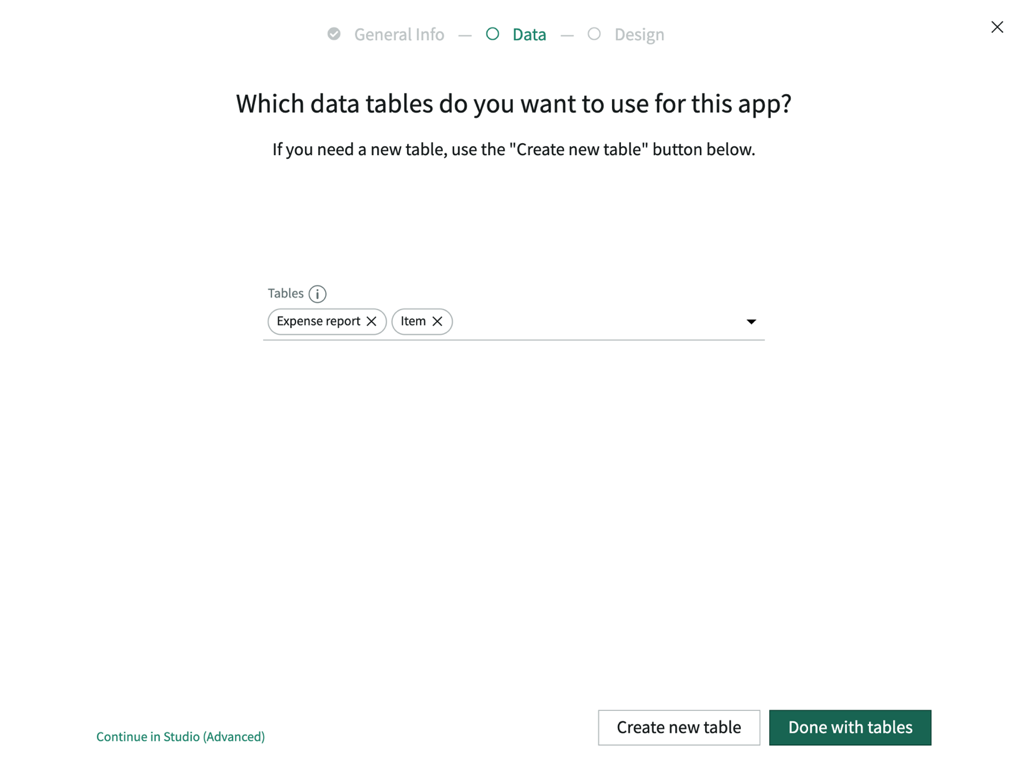 General Info — Data — Design
Which data tables do you want to use for this app?
If you need a new table, use the "Create new table" button below.
Tables
Expense report Item
Continue in Studio (Advanced)
Create new table
Done with tables